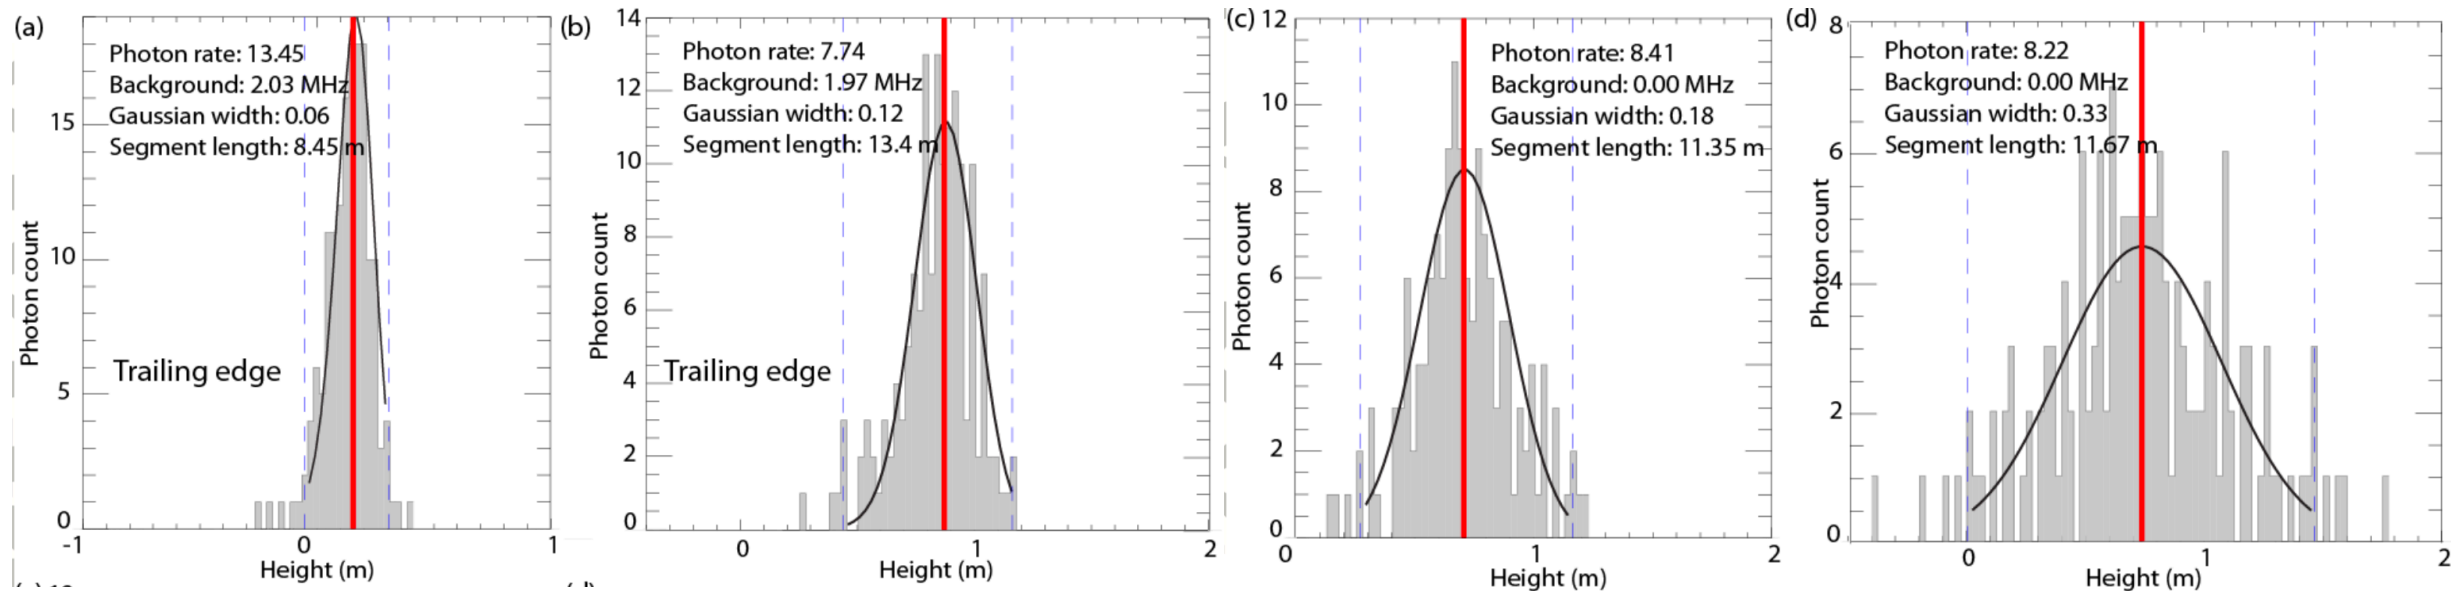 (a)
Photon rate: 13.45
Background: 2.03 MHz
Gaussian width: 0.06
Segment length: 8.45 m
Trailing edge
Photon count
15
10
5
0
-1
0
1
Height (m)
(b)
Photon rate: 7.74
Background: 1.97 MHz
Gaussian width: 0.12
Segment length: 13.4 m
Trailing edge
Photon count
14
12
10
8
6
4
2
0
0
1
2
Height (m)
(c)
Photon rate: 8.41
Background: 0.00 MHz
Gaussian width: 0.18
Segment length: 11.35 m
Photon count
12
10
8
6
4
2
0
0
1
2
Height (m)
(d)
Photon rate: 8.22
Background: 0.00 MHz
Gaussian width: 0.33
Segment length: 11.67 m
Photon count
8
6
4
2
0
0
1
2
Height (m)